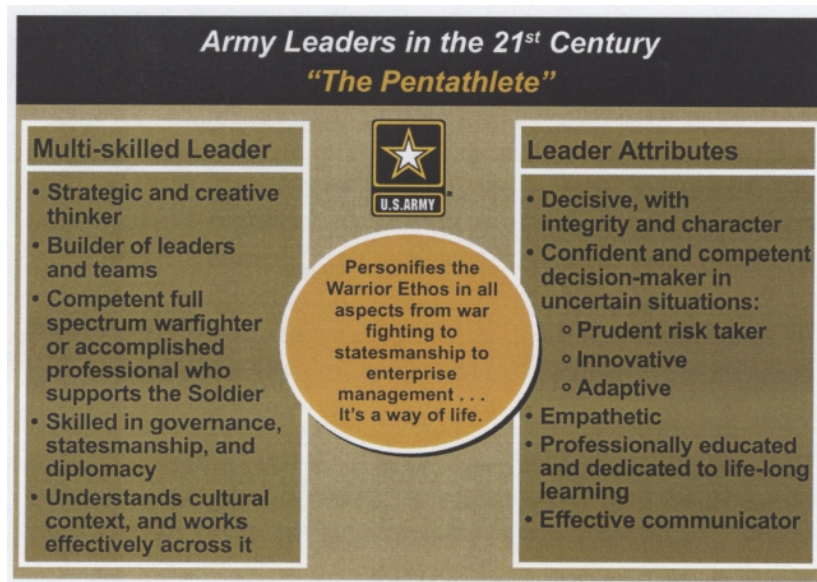 Army Leaders in the 21st Century
“The Pentathlete”
Multi-skilled Leader
• Strategic and creative
thinker
• Builder of leaders
and teams
• Competent full
spectrum warfighter
or accomplished
professional who
supports the Soldier
• Skilled in governance,
statesmanship, and
diplomacy
• Understands cultural
context, and works
effectively across it
U.S.ARMY
Personifies the
Warrior Ethos in all
aspects from war
fighting to
statesmanship to
enterprise
management . . .
It’s a way of life.
Leader Attributes
• Decisive, with
integrity and character
• Confident and competent
decision-maker in
uncertain situations:
o Prudent risk taker
o Innovative
o Adaptive
• Empathetic
• Professionally educated
and dedicated to life-long
learning
• Effective communicator